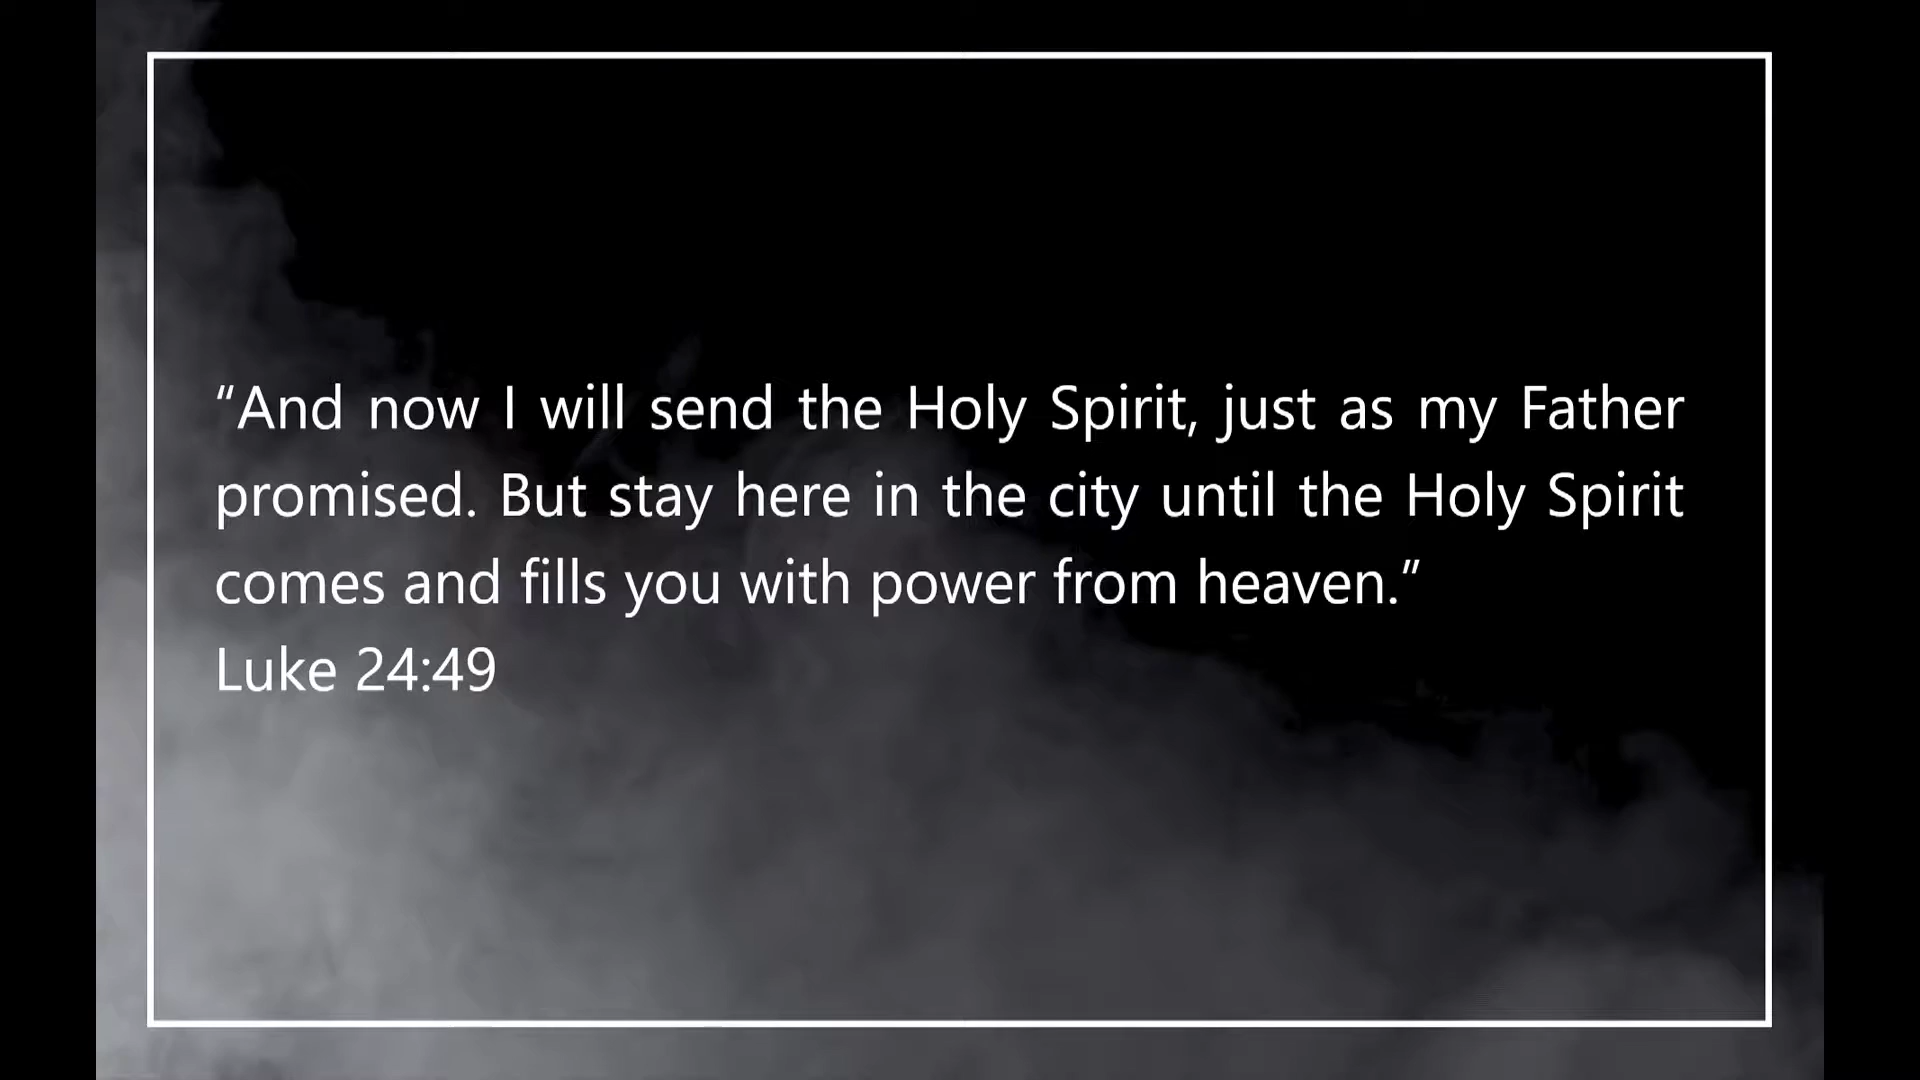 “And now I will send the Holy Spirit, just as my Father
promised. But stay here in the city until the Holy Spirit
comes and fills you with power from heaven.”
Luke 24:49